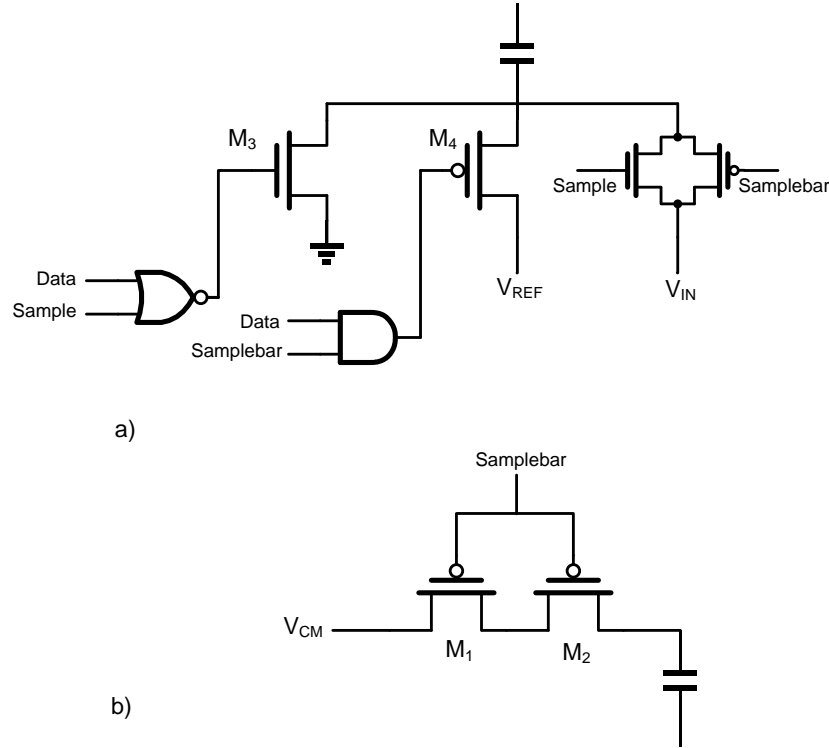 M3
M4
Sample
Samplebar
VREF
VIN
Data
Sample
Data
Samplebar
a)
Samplebar
VCM
M1
M2
b)